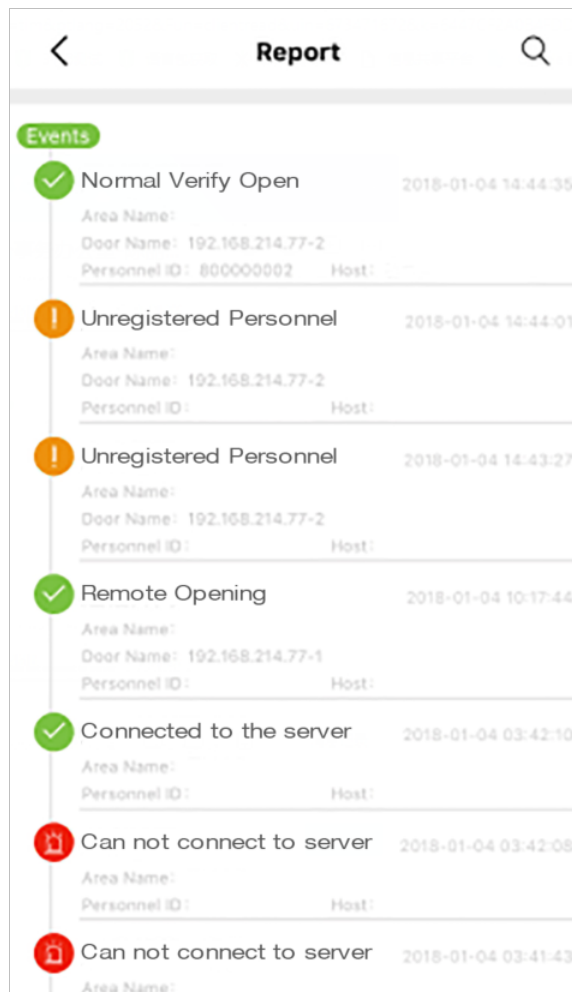 Report
Events
Normal Verify Open 2018-01-04 14:44:35
Area Name:
Door Name: 192.168.214.77-2
Personnel ID: 800000002 Host:
Unregistered Personnel 2018-01-04 14:44:01
Area Name:
Door Name: 192.168.214.77-2
Personnel ID: Host:
Unregistered Personnel 2018-01-04 14:43:27
Area Name:
Door Name: 192.168.214.77-2
Personnel ID: Host:
Remote Opening 2018-01-04 10:17:44
Area Name:
Door Name: 192.168.214.77-1
Personnel ID: Host:
Connected to the server 2018-01-04 03:42:10
Area Name:
Personnel ID: Host:
Can not connect to server 2018-01-04 03:42:08
Area Name:
Personnel ID: Host:
Can not connect to server 2018-01-04 03:41:43
Area Name: